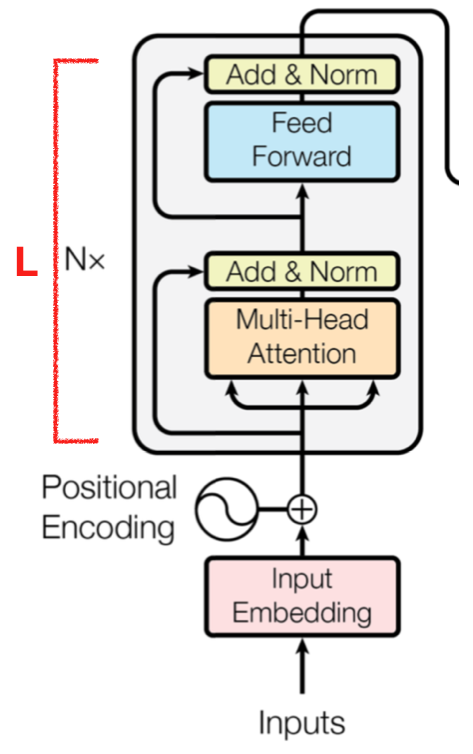 Add & Norm
Feed
Forward
L
N×
Add & Norm
Multi-Head
Attention
Positional
Encoding
Input
Embedding
Inputs